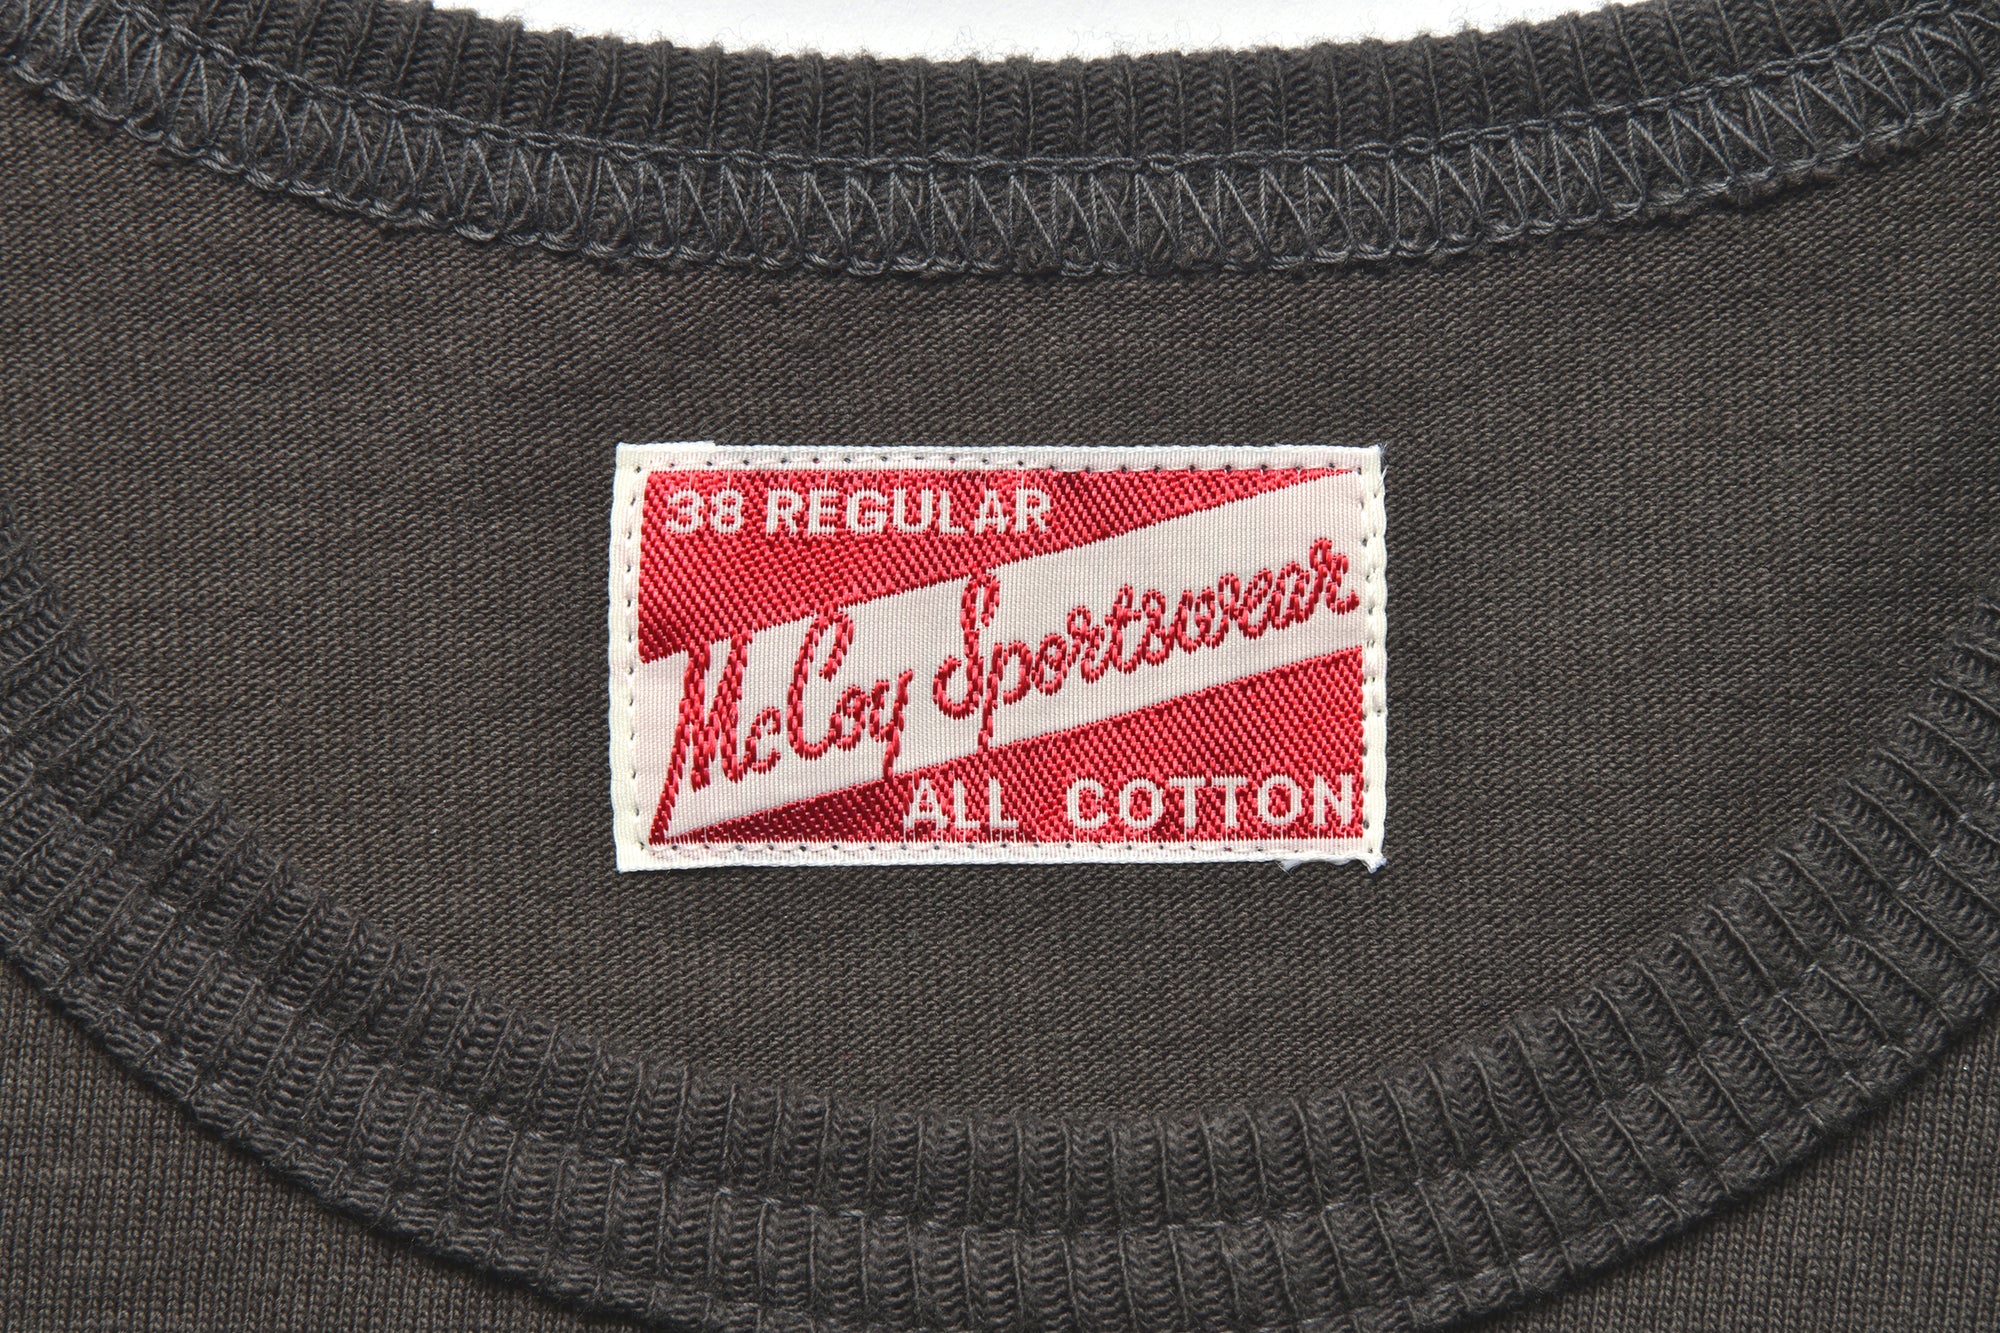 38 REGULAR
McCoy Sportswear
ALL COTTON